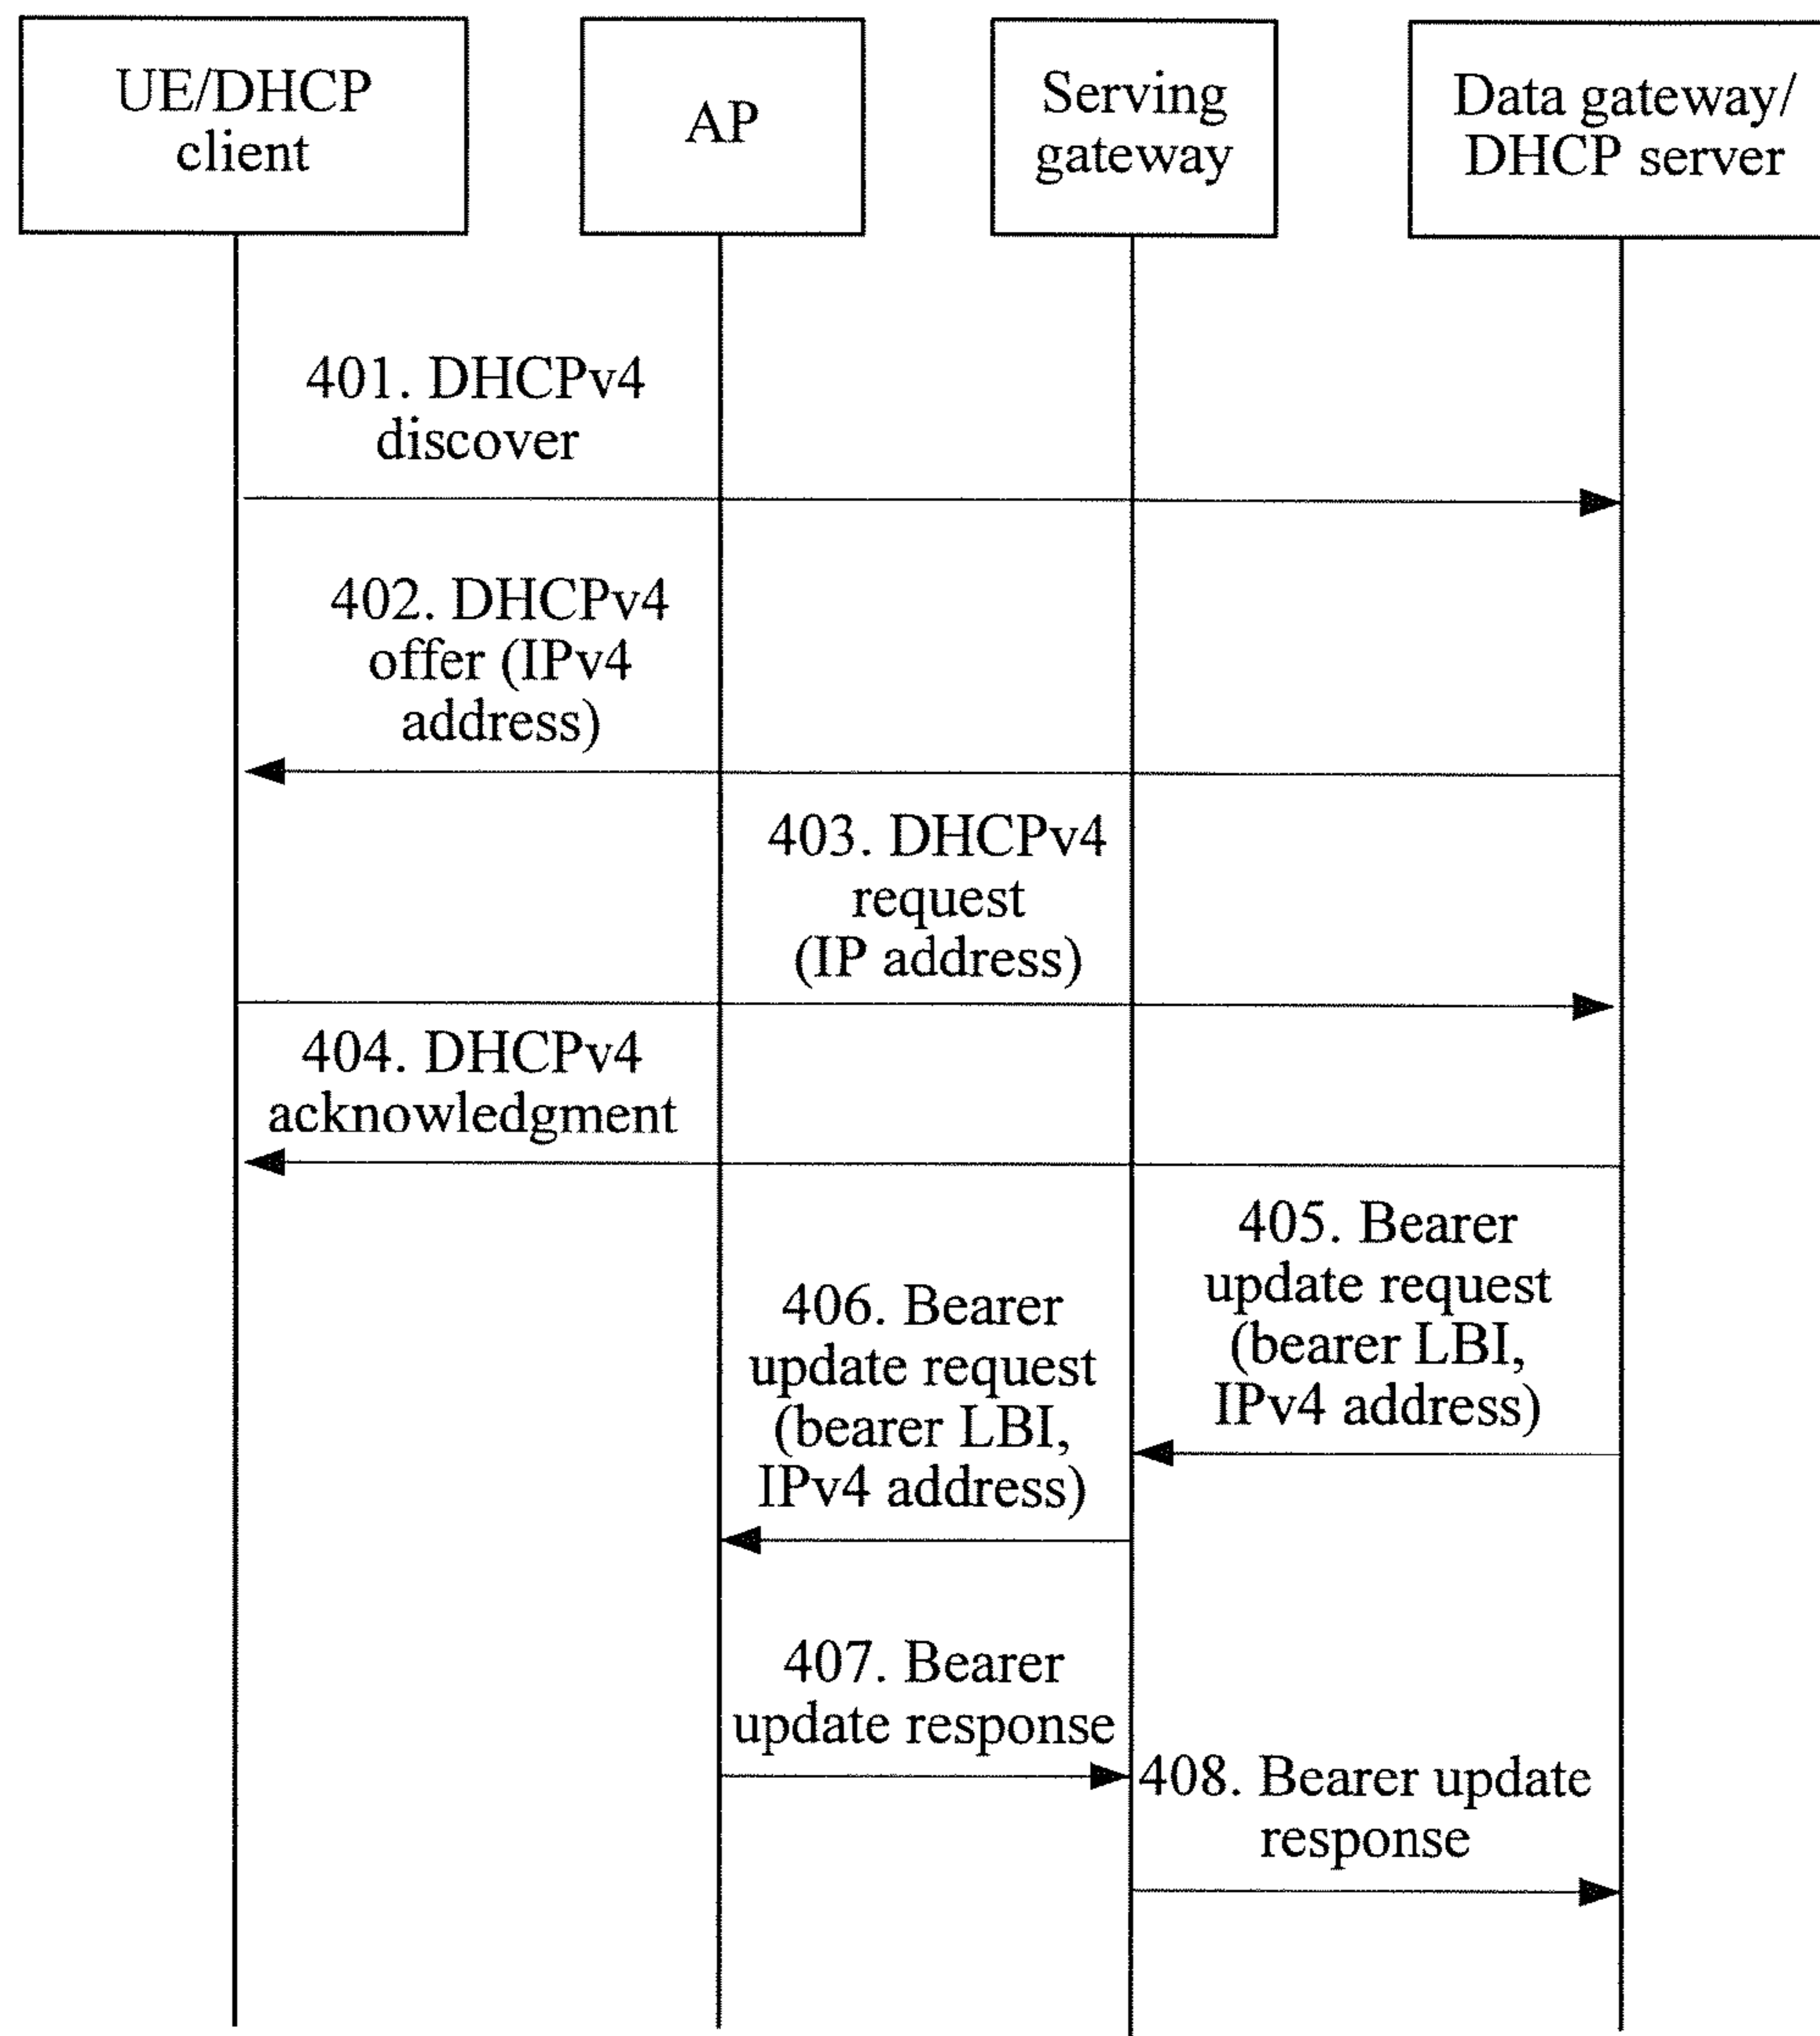 UE/DHCP
client
AP
Serving
gateway
Data gateway/
DHCP server
401. DHCPv4
discover
402. DHCPv4
offer (IPv4
address)
403. DHCPv4
request
(IP address)
404. DHCPv4
acknowledgment
405. Bearer
update request
(bearer LBI,
IPv4 address)
406. Bearer
update request
(bearer LBI,
IPv4 address)
407. Bearer
update response
408. Bearer update
response